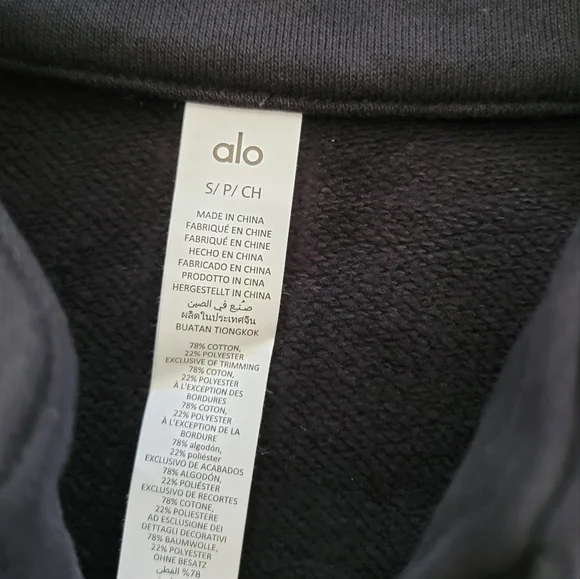 alo
S/ P/ CH
MADE IN CHINA
FABRIQUÉ EN CHINE
FABRIQUÉ EN CHINE
HECHO EN CHINA
FABRICADO EN CHINA
PRODOTTO IN CINA
HERGESTELLT IN CHINA
صُنع في الصين
ผลิตในประเทศจีน
BUATAN TIONGKOK
78% COTTON,
22% POLYESTER
EXCLUSIVE OF TRIMMING
78% COTON,
22% POLYESTER
À L'EXCEPTION DES
BORDURES
78% COTON,
22% POLYESTER
À L'EXCEPTION DE LA
BORDURE
78% algodón,
22% poliéster
EXCLUSIVO DE ACABADOS
78% ALGODÃO,
22% POLIÉSTER
EXCLUSIVO DE RECORTES
78% COTONE,
22% POLIESTERE
AD ESCLUSIONE DEI
DETTAGLI DECORATIVI
78% BAUMWOLLE,
22% POLYESTER
OHNE BESATZ
78% القطن